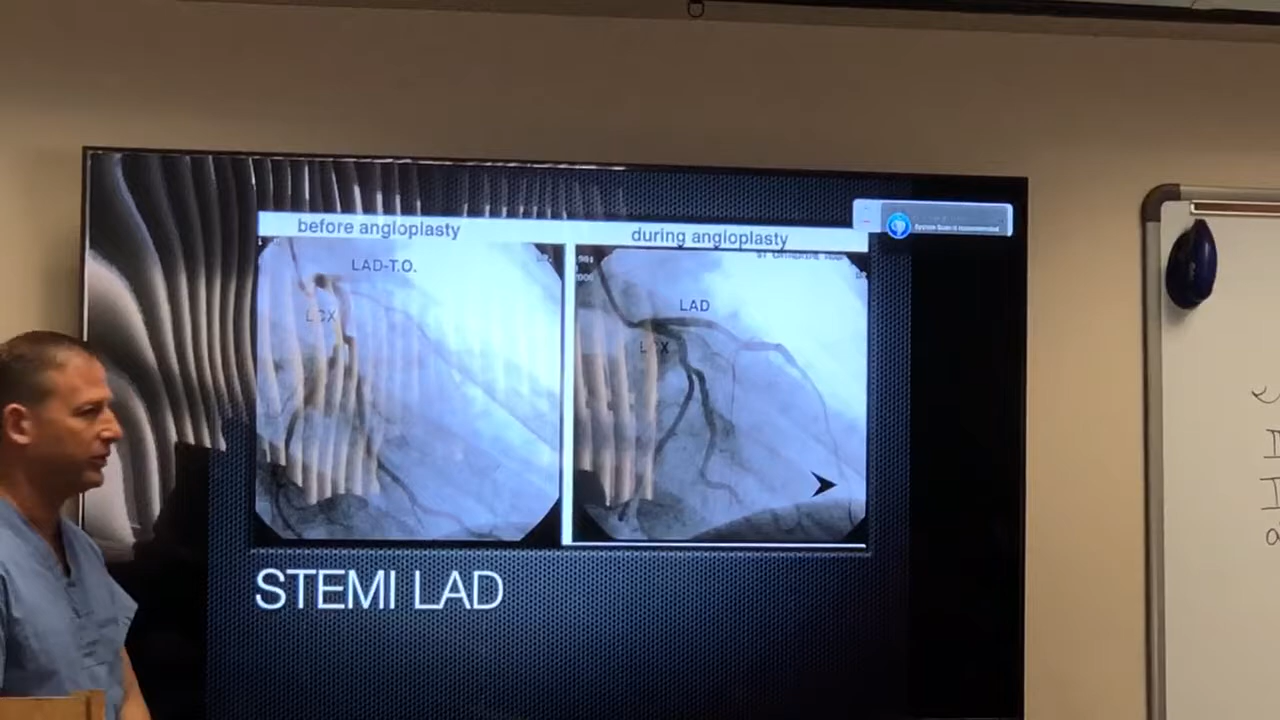 before angioplasty
LAD-T.O.
LCX
during angioplasty
LAD
LCX
STEMI LAD